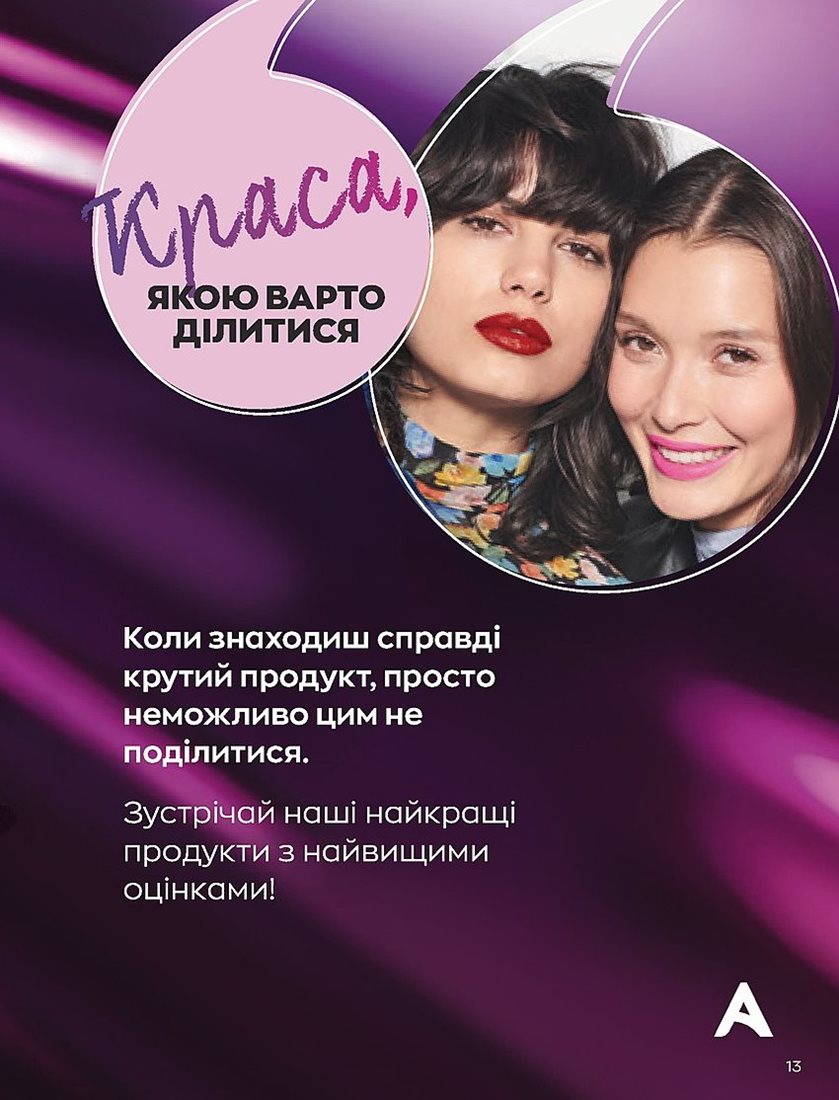 Краса,
ЯКОЮ ВАРТО
ДІЛИТИСЯ
Коли знаходиш справді
крутий продукт, просто
неможливо цим не
поділитися.
Зустрічай наші найкращі
продукти з найвищими
оцінками!
A
13